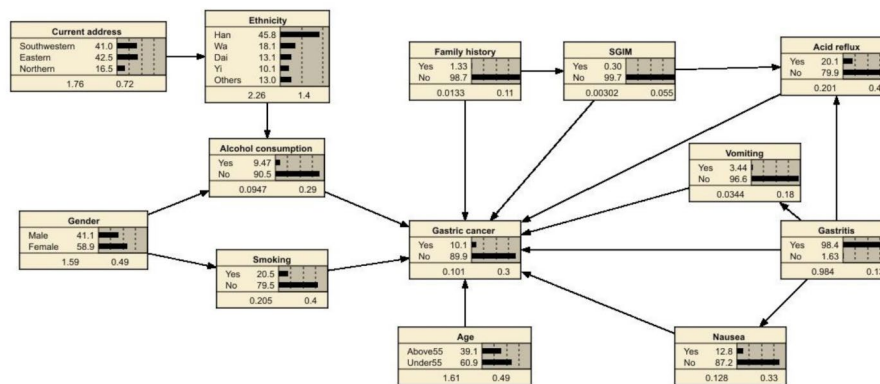 Current address
Southwestern 41.0
Eastern 42.5
Northern 16.5
1.76 0.72
Ethnicity
Han 45.8
Wa 18.1
Dai 13.1
Yi 10.1
Others 13.0
2.26 1.4
Family history
Yes 1.33
No 98.7
0.0133 0.11
SGIM
Yes 0.30
No 99.7
0.00302 0.055
Acid reflux
Yes 20.1
No 79.9
0.201 0.4
Alcohol consumption
Yes 9.47
No 90.5
0.0947 0.29
Vomiting
Yes 3.44
No 96.6
0.0344 0.18
Gender
Male 41.1
Female 58.9
1.59 0.49
Gastric cancer
Yes 10.1
No 89.9
0.101 0.3
Gastritis
Yes 98.4
No 1.63
0.984 0.13
Smoking
Yes 20.5
No 79.5
0.205 0.4
Age
Above55 39.1
Under55 60.9
1.61 0.49
Nausea
Yes 12.8
No 87.2
0.128 0.33